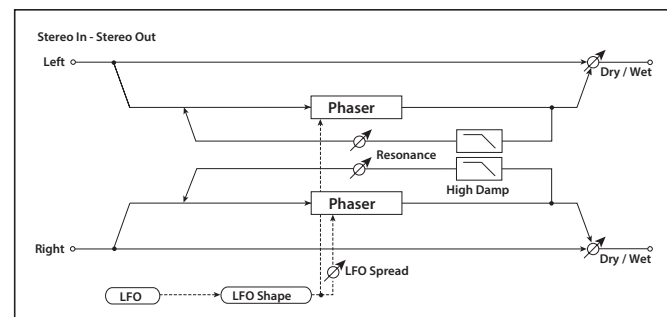 Stereo In - Stereo Out
Left
Dry / Wet
Phaser
Resonance
High Damp
Phaser
Right
Dry / Wet
LFO Spread
LFO
LFO Shape